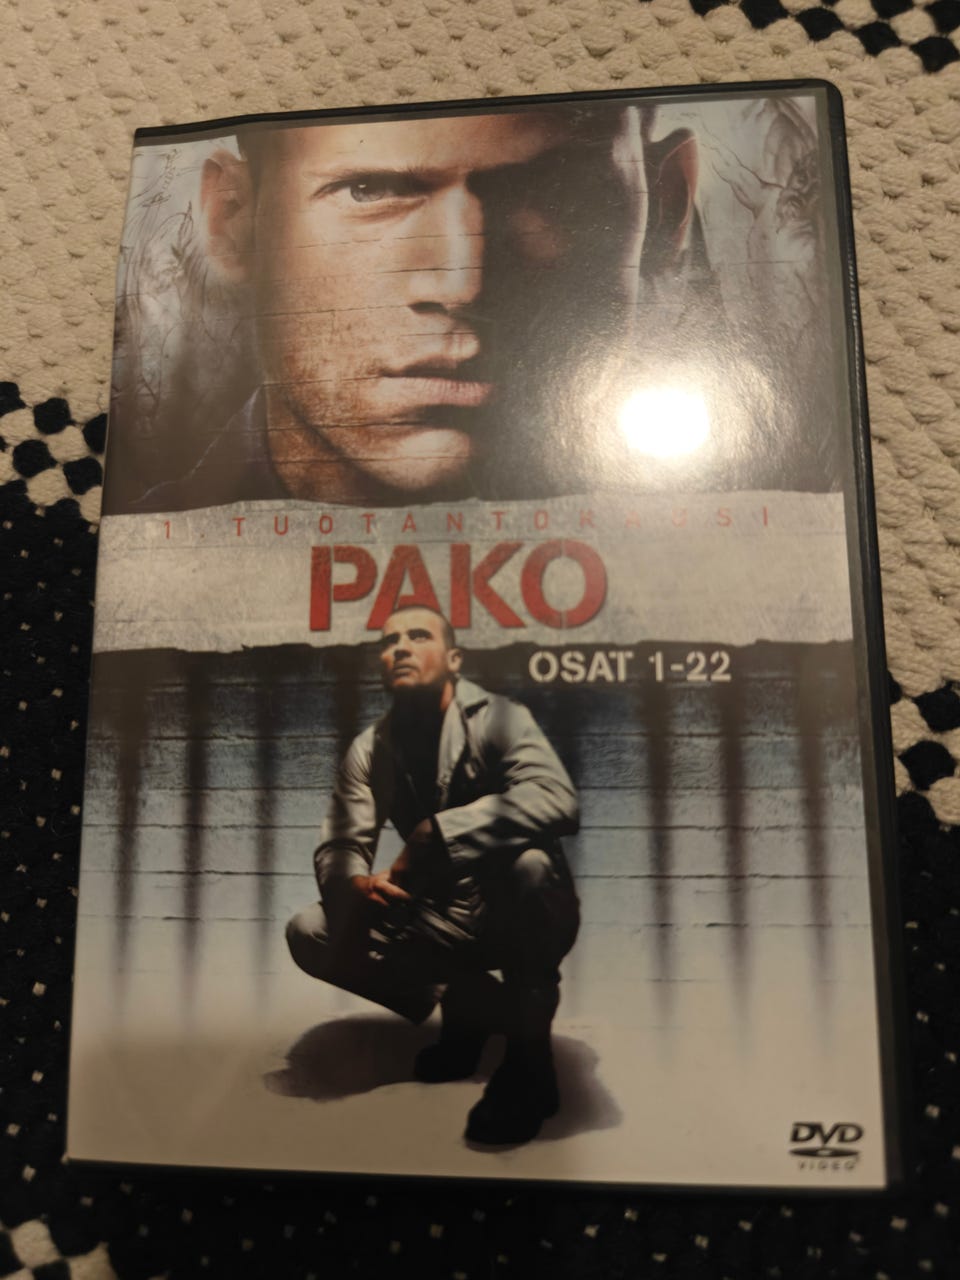 1 TUOTANTOKAUSI
PAKO
OSAT 1-22
DVD
VIDEO